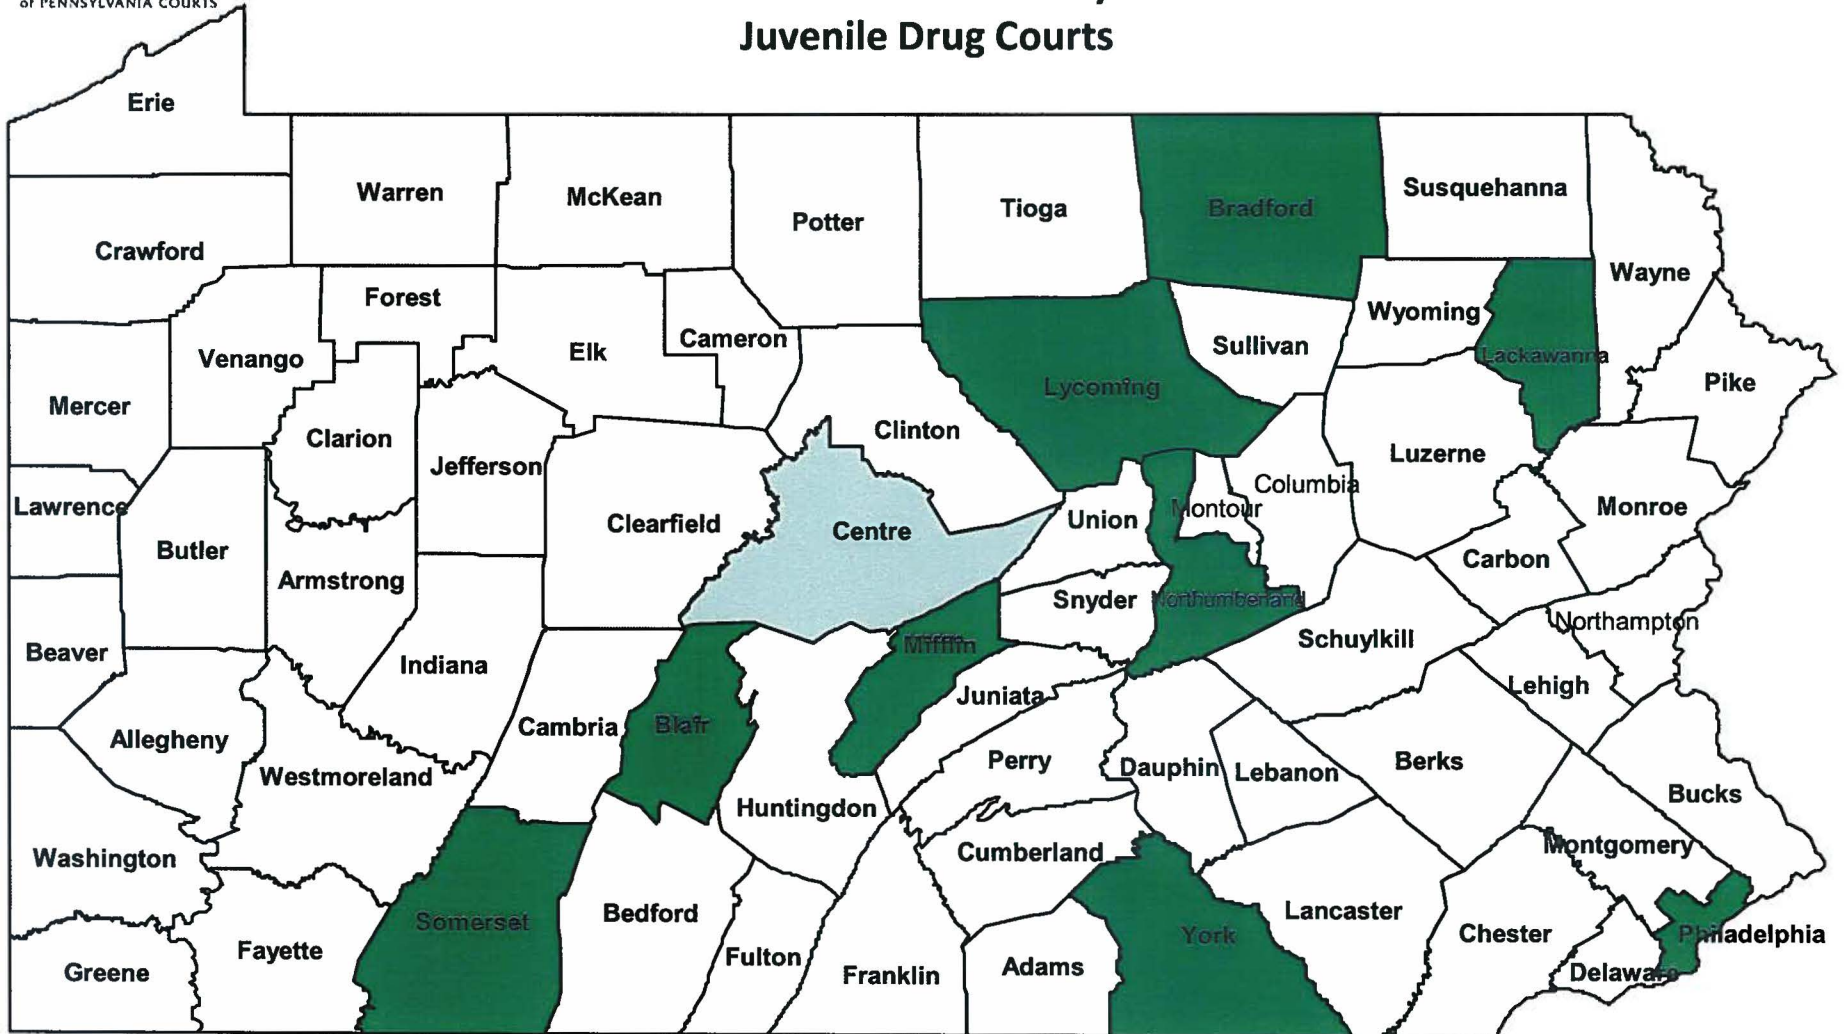 of PENNSYLVANIA COURTS
Juvenile Drug Courts
Erie
Warren
McKean
Potter
Tioga
Bradford
Susquehanna
Crawford
Wayne
Forest
Cameron
Wyoming
Venango
Elk
Sullivan
Lackawanna
Pike
Mercer
Lycoming
Clarion
Clinton
Jefferson
Luzerne
Columbia
Lawrence
Montour
Monroe
Clearfield
Centre
Union
Butler
Carbon
Armstrong
Snyder
Northumberland
Northampton
Beaver
Mifflin
Schuylkill
Indiana
Lehigh
Juniata
Cambria
Blair
Allegheny
Perry
Dauphin
Lebanon
Berks
Westmoreland
Bucks
Huntingdon
Montgomery
Washington
Cumberland
Somerset
Bedford
Lancaster
York
Chester
Philadelphia
Fayette
Fulton
Greene
Franklin
Adams
Delaware